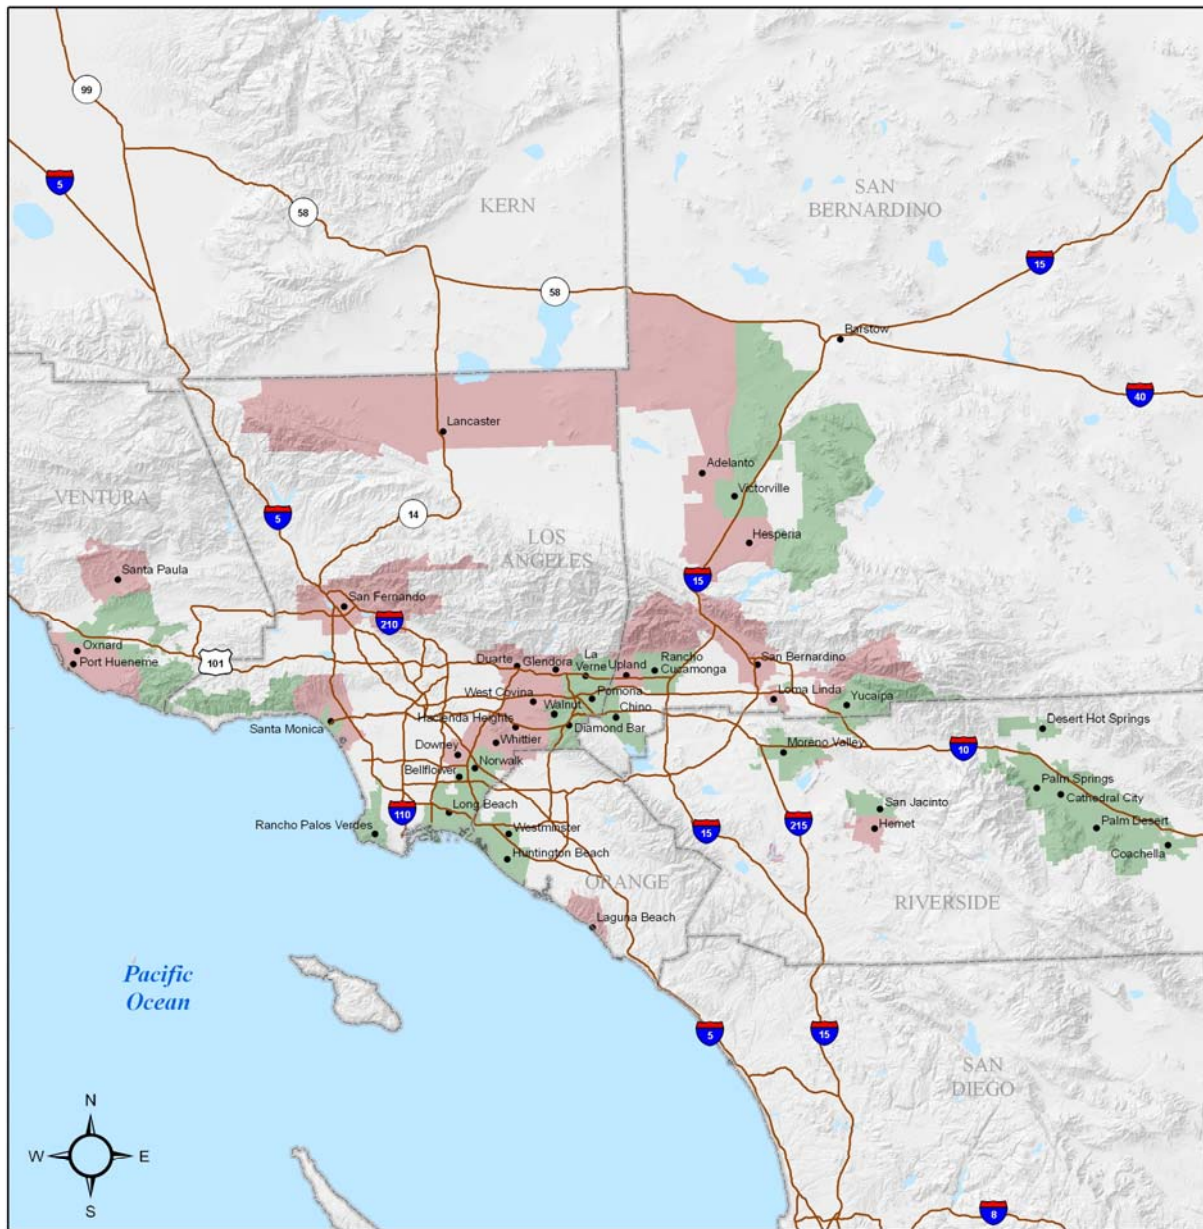 99
5
58
KERN
SAN
BERNARDINO
15
58
Barstow
40
Lancaster
Adelanto
VENTURA
Victorville
5
14
LOS
ANGELES
Hesperia
Santa Paula
15
San Fernando
210
Oxnard
Port Hueneme
101
Duarte
Glendora
La
Verne
Upland
Rancho
Cucamonga
San Bernardino
West Covina
Pomona
Loma Linda
Yucaipa
Walnut
Chino
Santa Monica
Hacienda Heights
Diamond Bar
Desert Hot Springs
Whittier
Downey
Moreno Valley
10
Norwalk
Bellflower
Palm Springs
Cathedral City
Long Beach
110
San Jacinto
Rancho Palos Verdes
Westminster
15
215
Hemet
Palm Desert
Huntington Beach
Coachella
ORANGE
RIVERSIDE
Laguna Beach
Pacific
Ocean
5
15
SAN
DIEGO
N
W
E
S
8